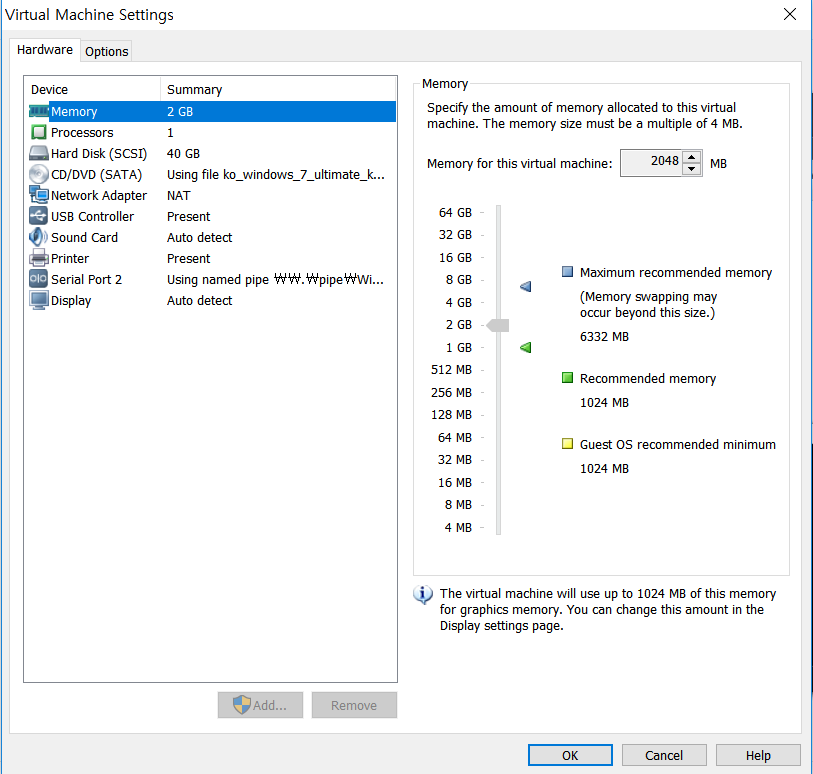 Virtual Machine Settings
Hardware Options
Device Summary
Memory 2 GB
Processors 1
Hard Disk (SCSI) 40 GB
CD/DVD (SATA) Using file ko_windows_7_ultimate_k...
Network Adapter NAT
USB Controller Present
Sound Card Auto detect
Printer Present
Serial Port 2 Using named pipe ₩₩.₩pipe₩Wi...
Display Auto detect
Add... Remove
Memory
Specify the amount of memory allocated to this virtual
machine. The memory size must be a multiple of 4 MB.
Memory for this virtual machine: 2048 MB
64 GB
32 GB
16 GB
8 GB
4 GB
2 GB
1 GB
512 MB
256 MB
128 MB
64 MB
32 MB
16 MB
8 MB
4 MB
Maximum recommended memory
(Memory swapping may
occur beyond this size.)
6332 MB
Recommended memory
1024 MB
Guest OS recommended minimum
1024 MB
The virtual machine will use up to 1024 MB of this memory
for graphics memory. You can change this amount in the
Display settings page.
OK Cancel Help